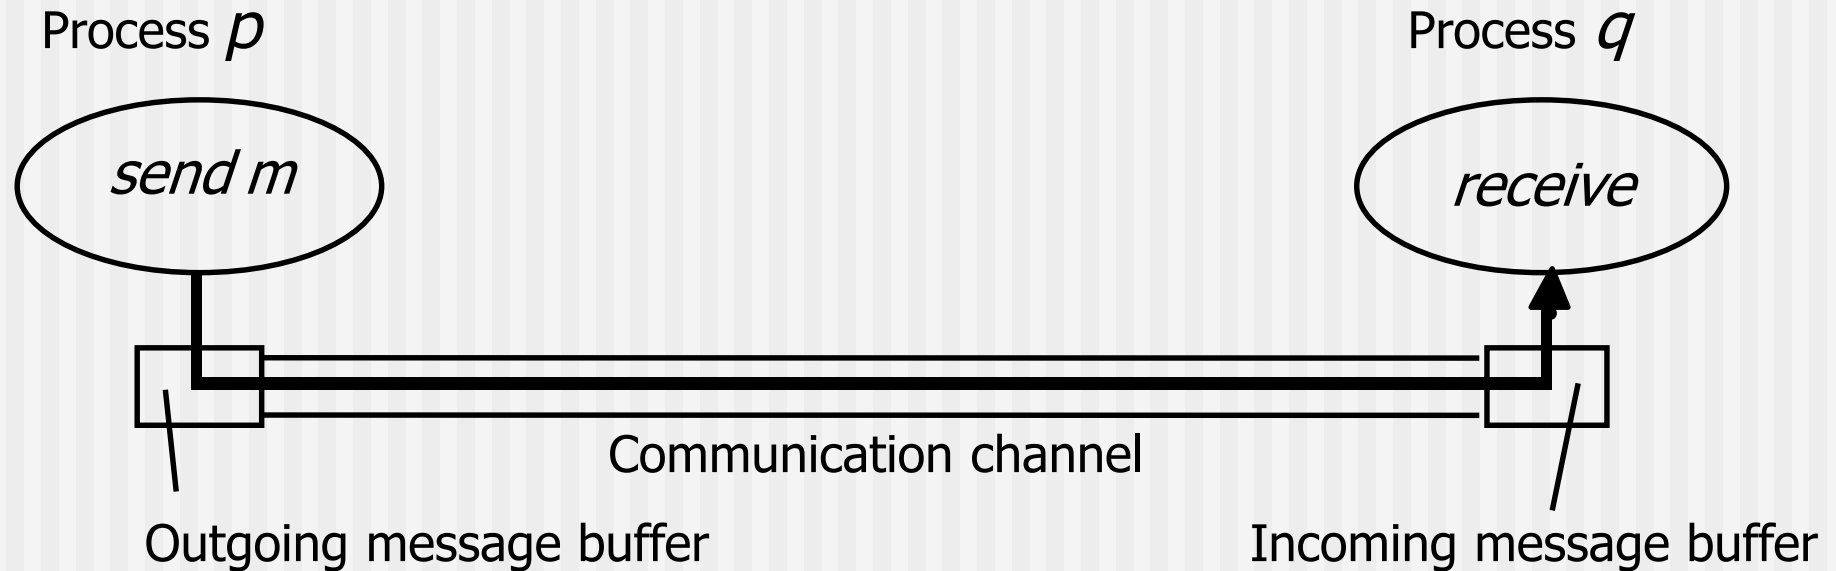 Process p
Process q
send m
receive
Communication channel
Outgoing message buffer
Incoming message buffer